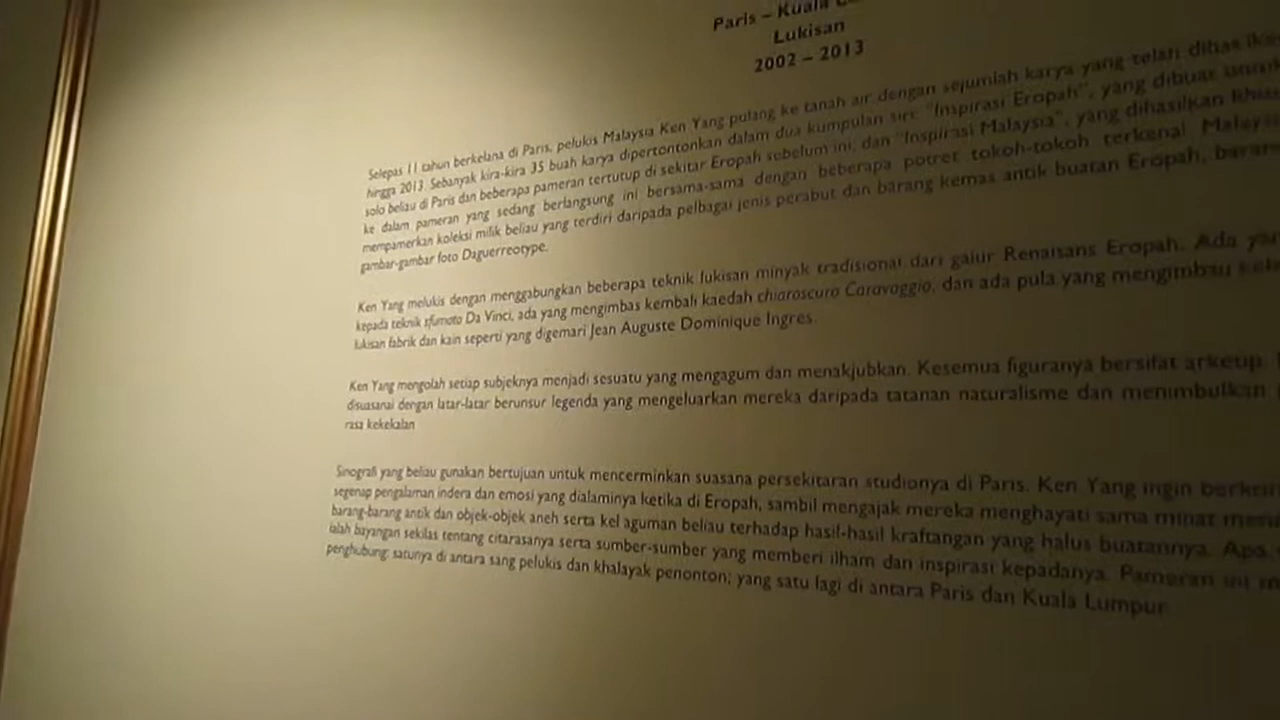 Paris – Kuala
Lukisan
2002 – 2013
Selepas 11 tahun berkelana di Paris, pelukis Malaysia Ken Yang pulang ke tanah air dengan sejumlah karya yang telah
hingga 2013. Sebanyak kira-kira 35 buah karya dipertontonkan dalam dua kumpulan siri: "Inspirasi Eropah", yang dibuat
solo beliau di Paris dan beberapa pameran tertutup di sekitar Eropah sebelum ini, dan "Inspirasi Malaysia", yang dihasilkan
ke dalam pameran yang sedang berlangsung ini bersama-sama dengan beberapa potret tokoh-tokoh terkenal
mempamerkan koleksi milik beliau yang terdiri daripada pelbagai jenis perabut dan barang kemas antik buatan Eropah,
gambar-gambar foto Daguerreotype.
Ken Yang melukis dengan menggabungkan beberapa teknik lukisan minyak tradisional dari galur Renaisans Eropah. Ada
kepada teknik sfumato Da Vinci, ada yang mengimbas kembali kaedah chiaroscuro Caravaggio, dan ada pula yang mengimbau
lukisan fabrik dan kain seperti yang digemari Jean Auguste Dominique Ingres.
Ken Yang mengolah setiap subjeknya menjadi sesuatu yang mengagum dan menakjubkan. Kesemua figuranya bersifat arketip.
disuasanai dengan latar-latar berunsur legenda yang mengeluarkan mereka daripada tatanan naturalisme dan menimbulkan
rasa kekekalan
Sinografi yang beliau gunakan bertujuan untuk mencerminkan suasana persekitaran studionya di Paris. Ken Yang ingin
segenap pengalaman indera dan emosi yang dialaminya ketika di Eropah, sambil mengajak mereka menghayati sama minat
barang-barang antik dan objek-objek aneh serta kel aguman beliau terhadap hasil-hasil kraftangan yang halus buatannya. Apa
ialah bayangan sekilas tentang citarasanya serta sumber-sumber yang memberi ilham dan inspirasi kepadanya. Pameran ini
penghubung: satunya di antara sang pelukis dan khalayak penonton; yang satu lagi di antara Paris dan Kuala Lumpur.